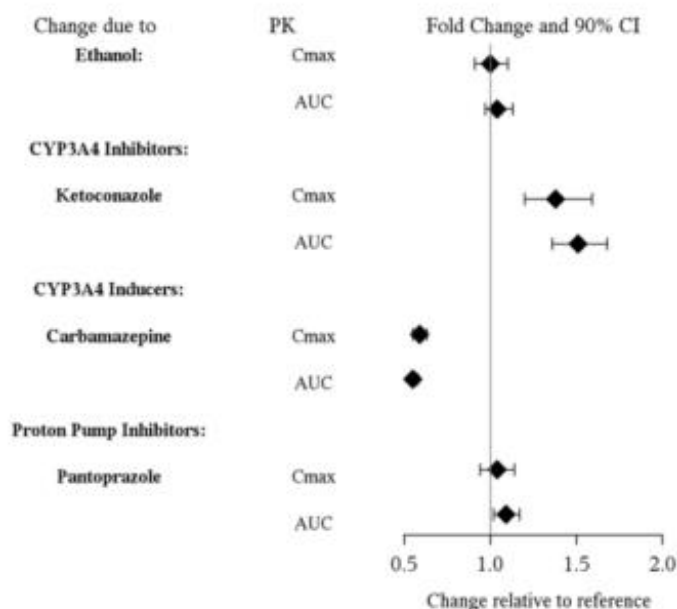 Change due to PK Fold Change and 90% CI
Ethanol: Cmax
AUC
CYP3A4 Inhibitors:
Ketoconazole Cmax
AUC
CYP3A4 Inducers:
Carbamazepine Cmax
AUC
Proton Pump Inhibitors:
Pantoprazole Cmax
AUC
0.5 1.0 1.5 2.0
Change relative to reference